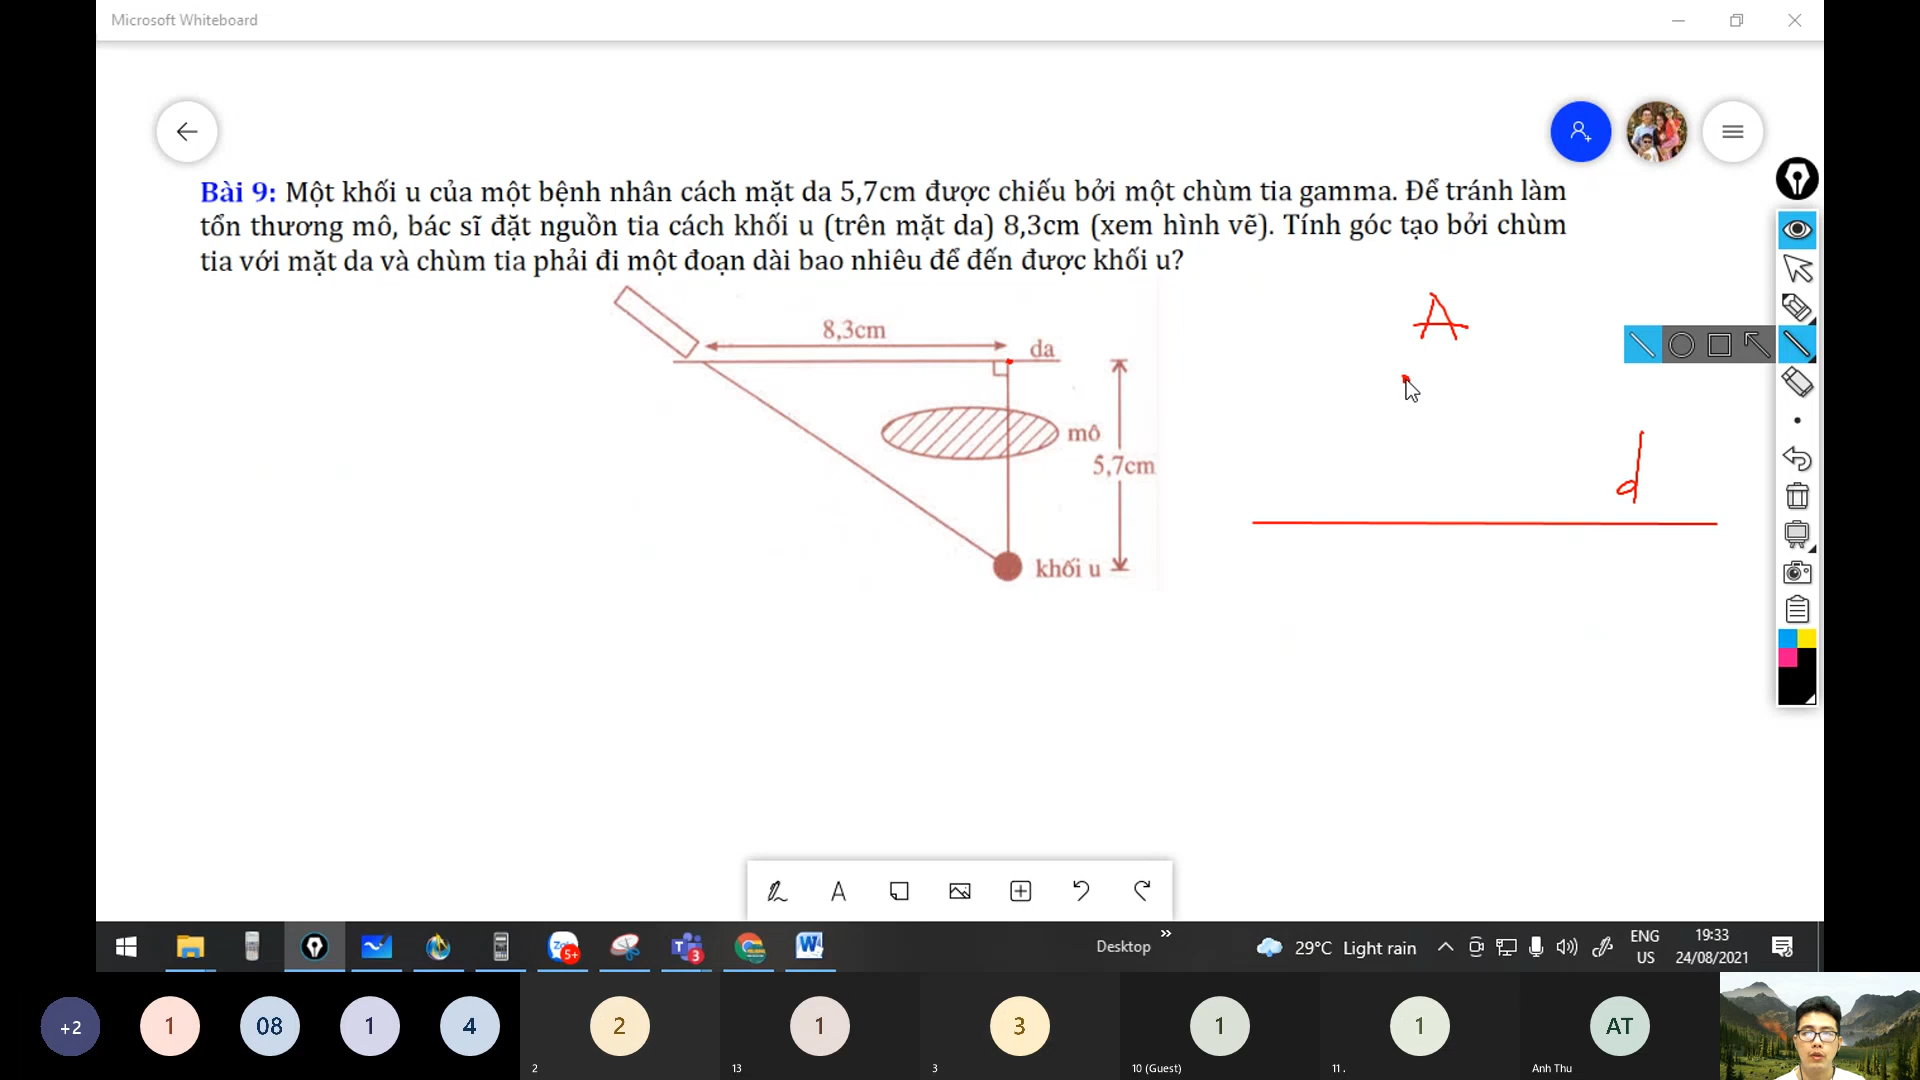 Microsoft Whiteboard
Bài 9: Một khối u của một bệnh nhân cách mặt da 5,7cm được chiếu bởi một chùm tia gamma. Để tránh làm
tổn thương mô, bác sĩ đặt nguồn tia cách khối u (trên mặt da) 8,3cm (xem hình vẽ). Tính góc tạo bởi chùm
tia với mặt da và chùm tia phải đi một đoạn dài bao nhiêu để đến được khối u?
8,3cm
da
mô
5,7cm
khối u
A
d
Desktop
29°C Light rain
ENG
US
19:33
24/08/2021
Zalo
5+
3
+2
1
08
1
4
2
1
3
1
1
AT
2
13
3
10 (Guest)
11 .
Anh Thu